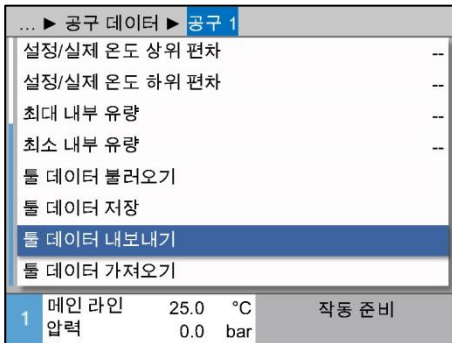 ... ► 공구 데이터 ► 공구 1
설정/실제 온도 상위 편차 --
설정/실제 온도 하위 편차 --
최대 내부 유량 --
최소 내부 유량 --
툴 데이터 불러오기
툴 데이터 저장
툴 데이터 내보내기
툴 데이터 가져오기
1 메인 라인 25.0 °C 작동 준비
압력 0.0 bar